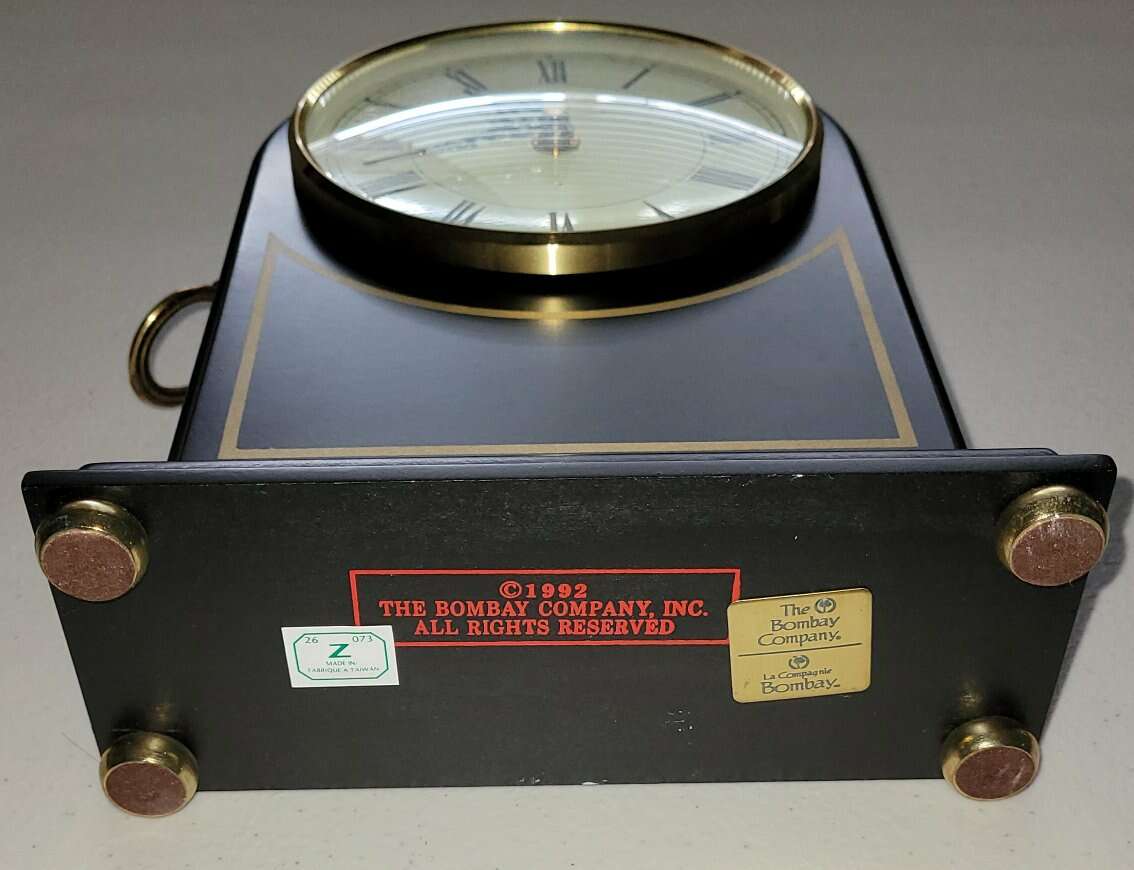 XII
©1992
THE BOMBAY COMPANY, INC.
ALL RIGHTS RESERVED
26 073
Z
MADE IN
FABRIQUE A TAIWAN
The
Bombay
Company®
La Compagnie
Bombay